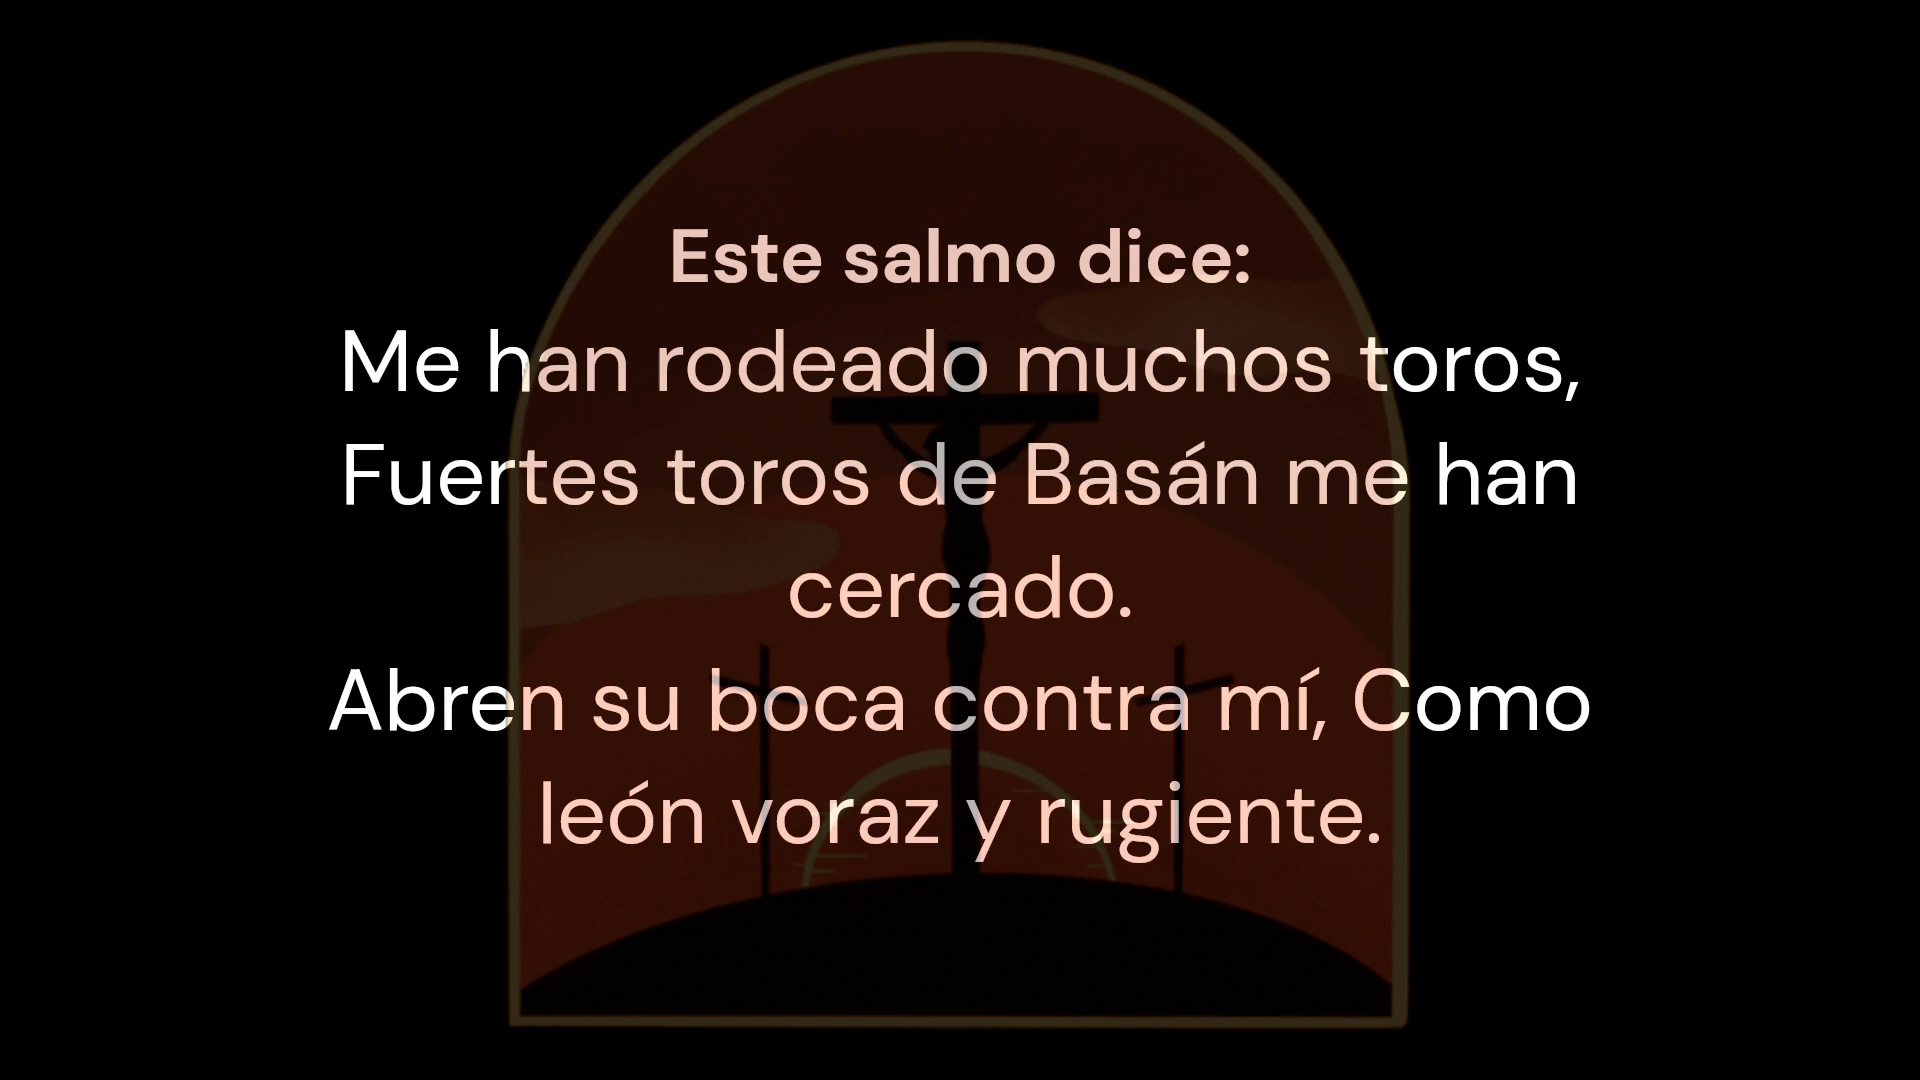 Este salmo dice:
Me han rodeado muchos toros,
Fuertes toros de Basán me han
cercado.
Abren su boca contra mí, Como
león voraz y rugiente.